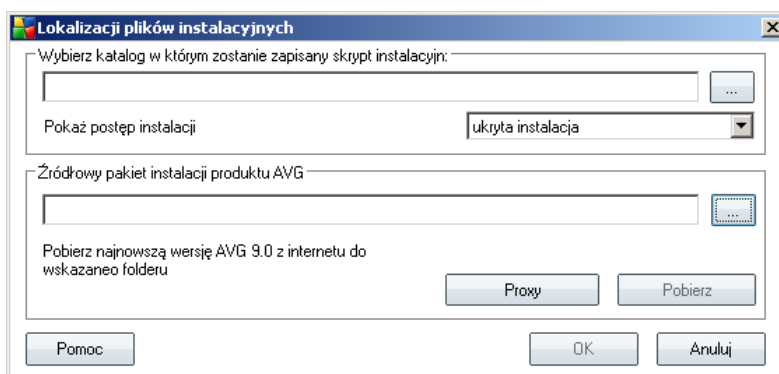 Lokalizacji plików instalacyjnych
Wybierz katalog w którym zostanie zapisany skrypt instalacyjn:
...
Pokaż postęp instalacji
ukryta instalacja
Źródłowy pakiet instalacji produktu AVG
...
Pobierz najnowszą wersję AVG 9.0 z internetu do
wskazaneo folderu
Proxy
Pobierz
Pomoc
OK
Anuluj